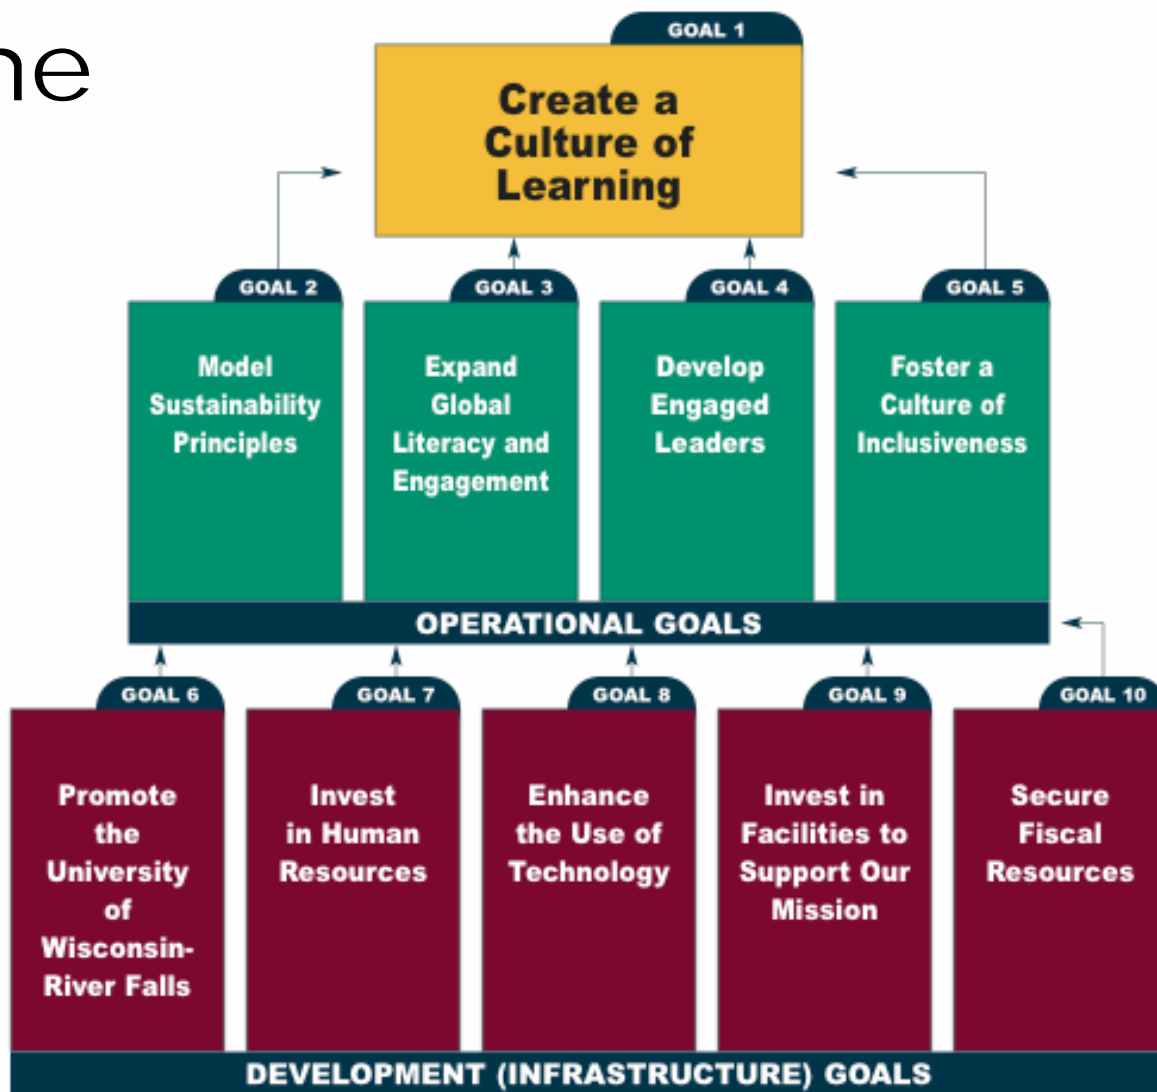 ne
GOAL 1
Create a
Culture of
Learning
GOAL 2
Model
Sustainability
Principles
GOAL 3
Expand
Global
Literacy and
Engagement
GOAL 4
Develop
Engaged
Leaders
GOAL 5
Foster a
Culture of
Inclusiveness
OPERATIONAL GOALS
GOAL 6
Promote
the
University
of
Wisconsin-
River Falls
GOAL 7
Invest
in Human
Resources
GOAL 8
Enhance
the Use of
Technology
GOAL 9
Invest in
Facilities to
Support Our
Mission
GOAL 10
Secure
Fiscal
Resources
DEVELOPMENT (INFRASTRUCTURE) GOALS